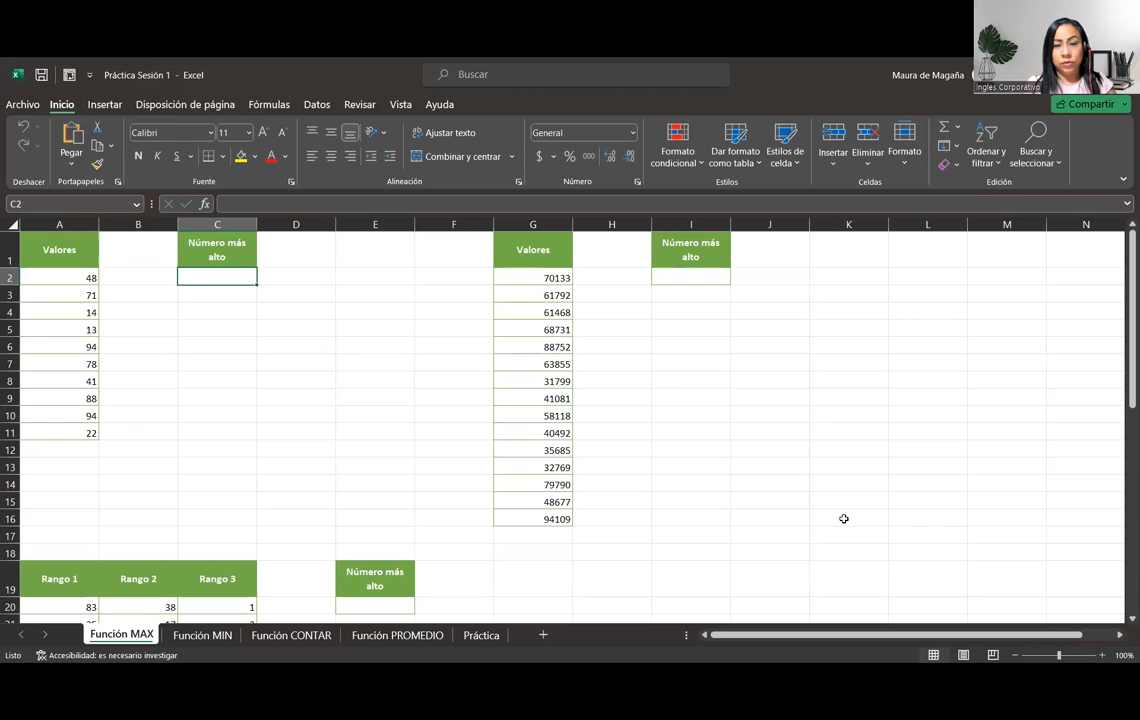 Ingles Corporativo
Práctica Sesión 1 - Excel
Buscar
Maura de Magaña
Archivo Inicio Insertar Disposición de página Fórmulas Datos Revisar Vista Ayuda
Compartir
Pegar
Calibri 11
Ajustar texto
General
Formato condicional
Dar formato como tabla
Estilos de celda
Insertar Eliminar Formato
Ordenar y filtrar
Buscar y seleccionar
N K S
Combinar y centrar
$ % 000
Deshacer Portapapeles Fuente Alineación Número Estilos Celdas Edición
C2 fx
A B C D E F G H I J K L M N
1 Valores Número más alto Valores Número más alto
2 48 70133
3 71 61792
4 14 61468
5 13 68731
6 94 88752
7 78 63855
8 41 31799
9 88 41081
10 94 58118
11 22 40492
12 35685
13 32769
14 79790
15 48677
16 94109
17
18
19 Rango 1 Rango 2 Rango 3 Número más alto
20 83 38 1
Función MAX Función MIN Función CONTAR Función PROMEDIO Práctica
Listo Accesibilidad: es necesario investigar 100%